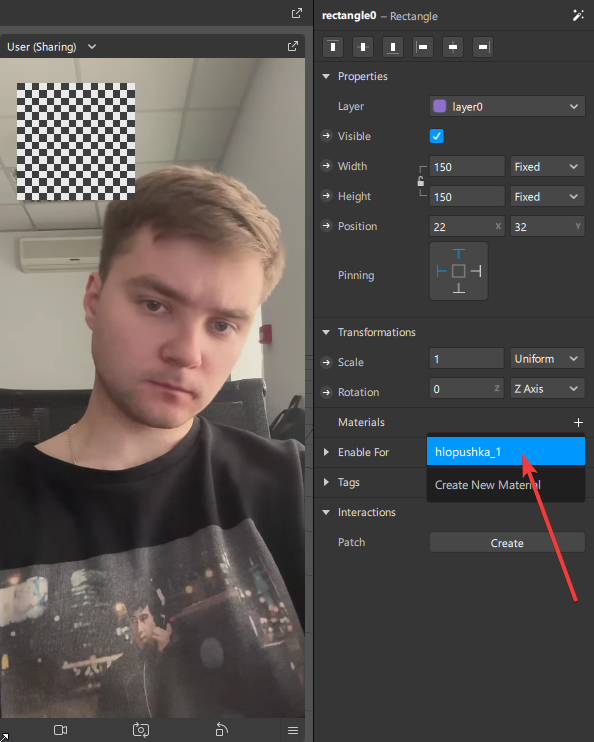 rectangle0 – Rectangle
User (Sharing)
Properties
Layer layer0
Visible
Width 150 Fixed
Height 150 Fixed
Position 22 X 32 Y
Pinning
Transformations
Scale 1 Uniform
Rotation 0 Z Z Axis
Materials +
Enable For hlopushka_1
Tags Create New Material
Interactions
Patch Create